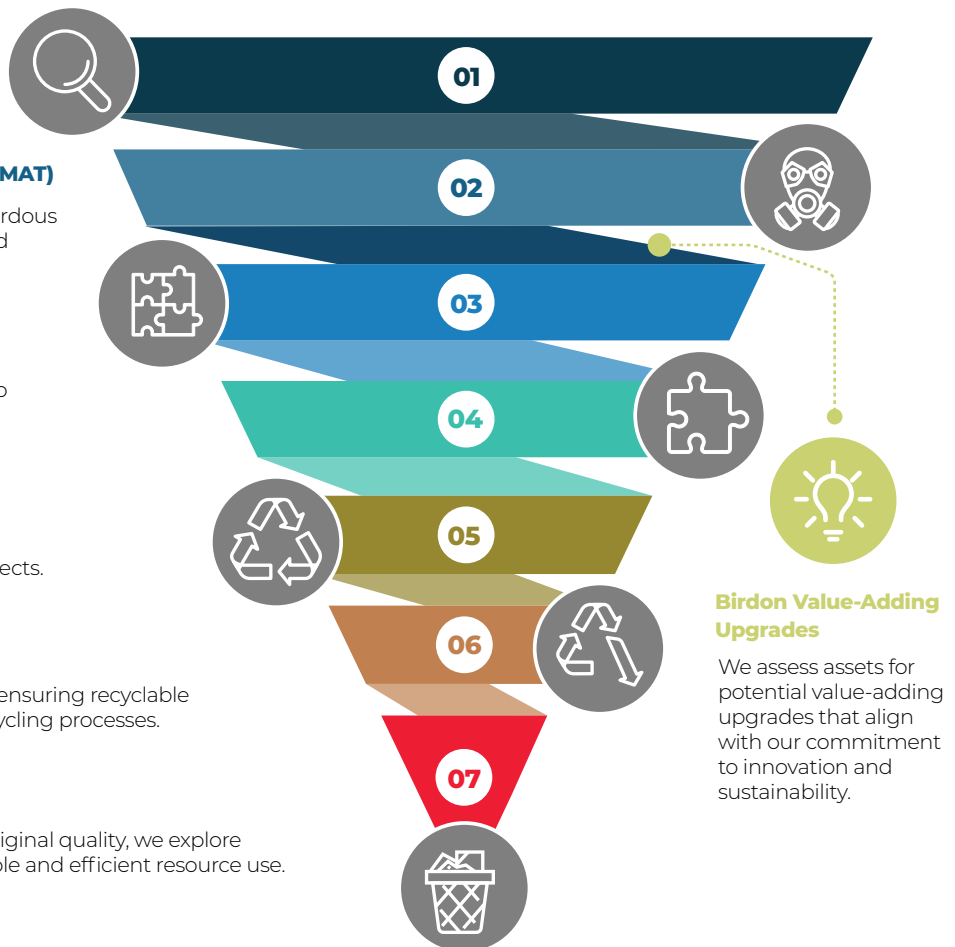 01
MAT)
02
rdous
d
03
o
04
05
ects.
Birdon Value-Adding
Upgrades
06
We assess assets for
potential value-adding
upgrades that align
with our commitment
to innovation and
sustainability.
ensuring recyclable
ycling processes.
07
iginal quality, we explore
ble and efficient resource use.